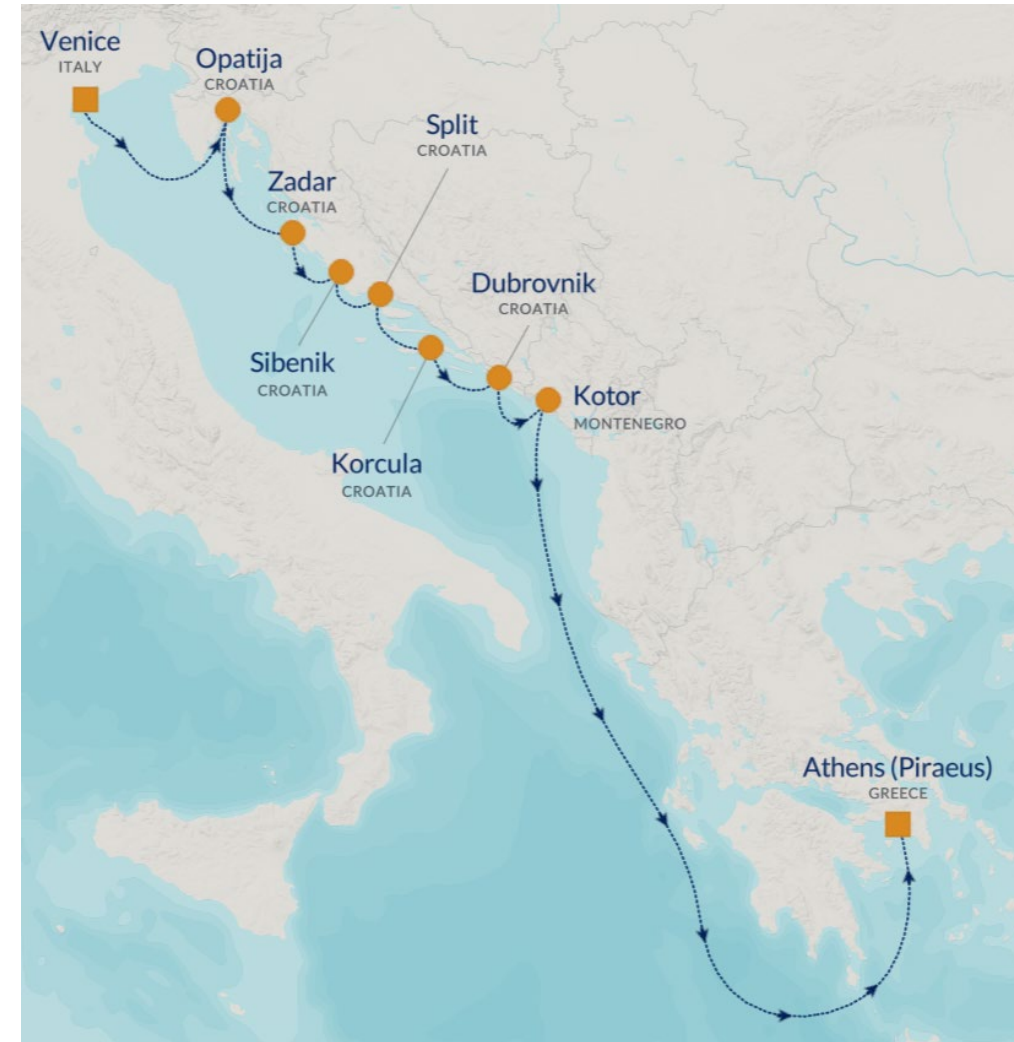 Venice
ITALY
Opatija
CROATIA
Split
CROATIA
Zadar
CROATIA
Dubrovnik
CROATIA
Sibenik
CROATIA
Kotor
MONTENEGRO
Korcula
CROATIA
Athens (Piraeus)
GREECE